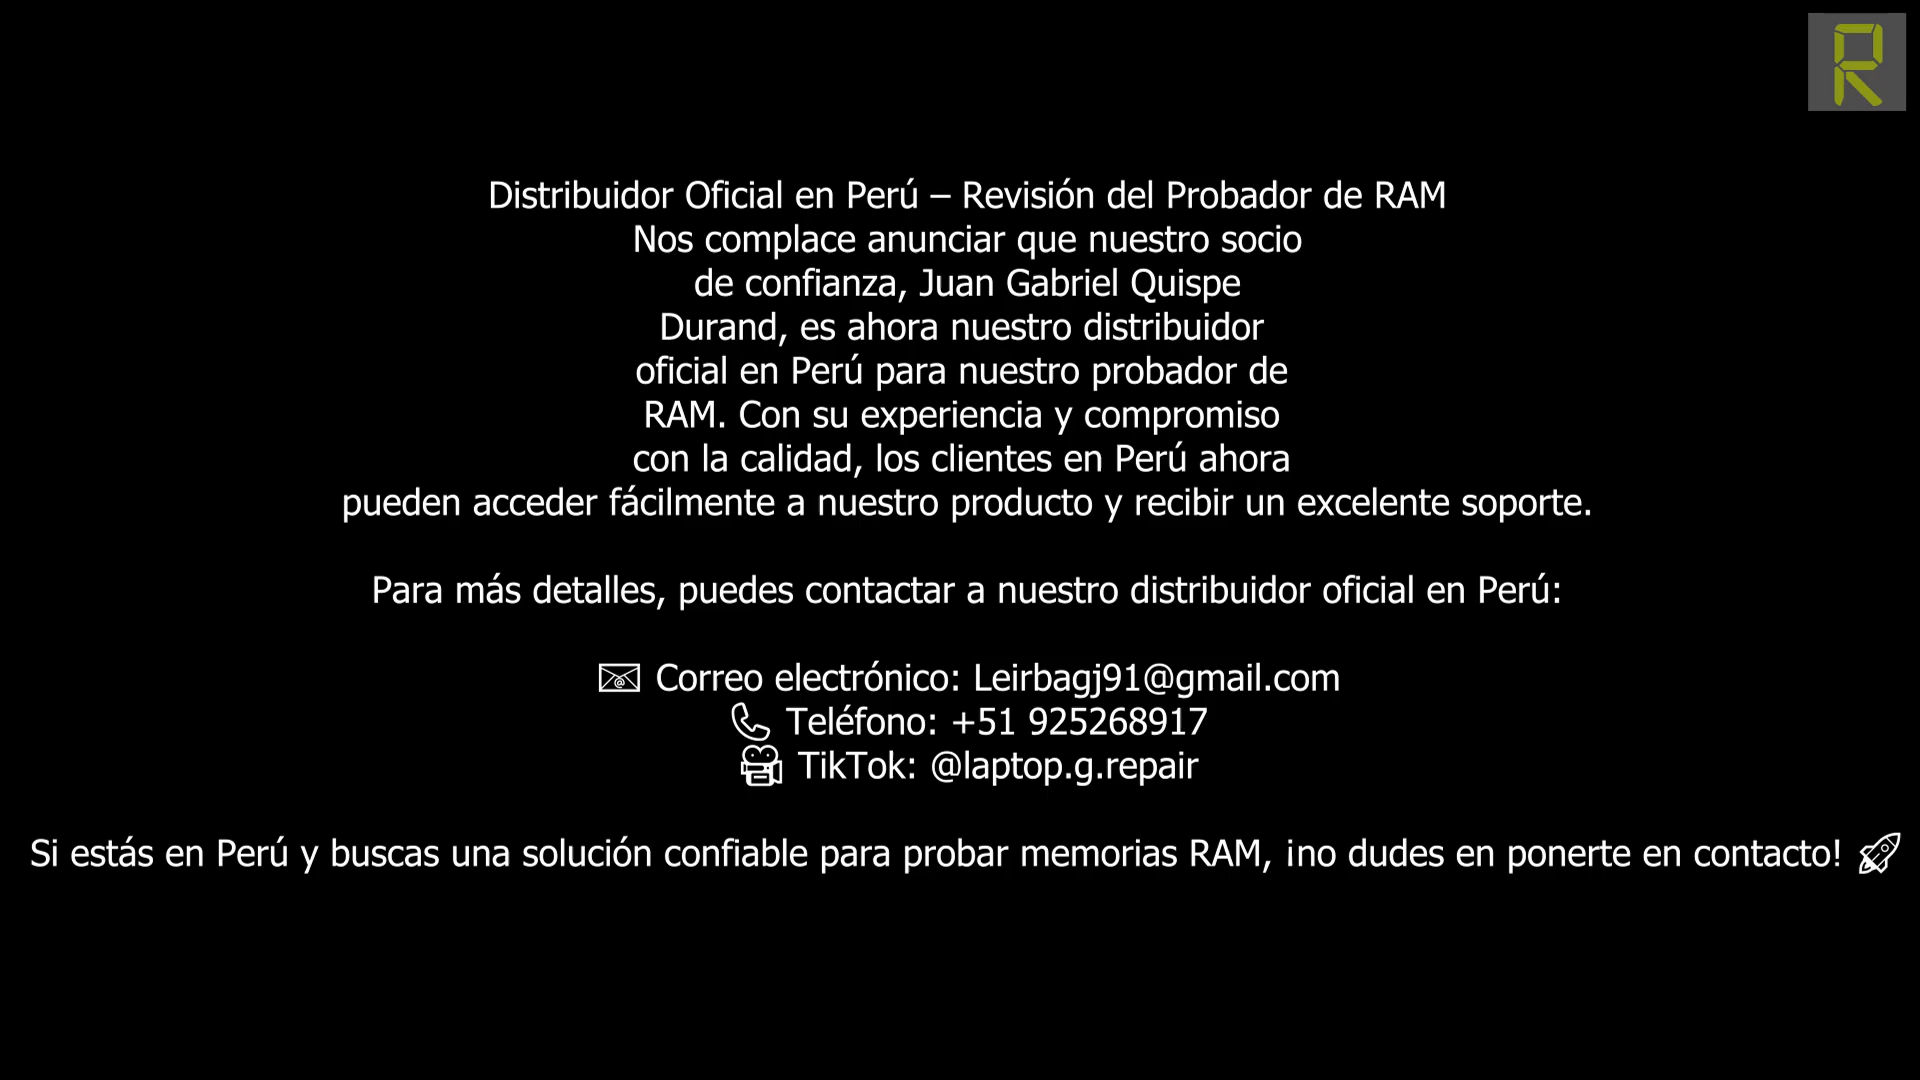 R
Distribuidor Oficial en Perú – Revisión del Probador de RAM
Nos complace anunciar que nuestro socio
de confianza, Juan Gabriel Quispe
Durand, es ahora nuestro distribuidor
oficial en Perú para nuestro probador de
RAM. Con su experiencia y compromiso
con la calidad, los clientes en Perú ahora
pueden acceder fácilmente a nuestro producto y recibir un excelente soporte.
Para más detalles, puedes contactar a nuestro distribuidor oficial en Perú:
📧 Correo electrónico: Leirbagj91@gmail.com
📞 Teléfono: +51 925268917
🎥 TikTok: @laptop.g.repair
Si estás en Perú y buscas una solución confiable para probar memorias RAM, ¡no dudes en ponerte en contacto! 🚀